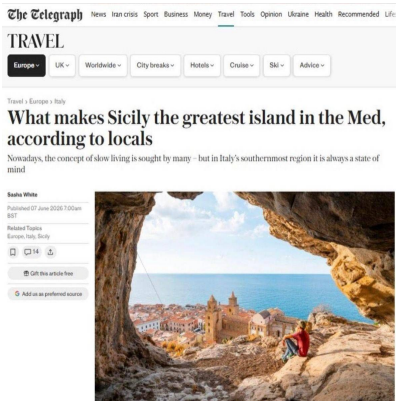 The Telegraph News Iran crisis Sport Business Money Travel Tools Opinion Ukraine Health Recommended Life
TRAVEL
Europe UK Worldwide City breaks Hotels Cruise Ski Advice
Travel > Europe > Italy
What makes Sicily the greatest island in the Med,
according to locals
Nowadays, the concept of slow living is sought by many – but in Italy's southernmost region it is always a state of
mind
Sasha White
Published 07 June 2026 7:00am
BST
Related Topics
Europe, Italy, Sicily
14
Gift this article free
Add us as preferred source